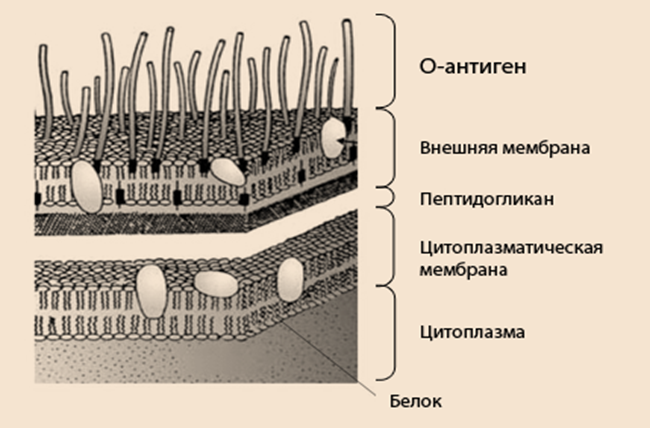 О-антиген
Внешняя мембрана
Пептидогликан
Цитоплазматическая
мембрана
Цитоплазма
Белок